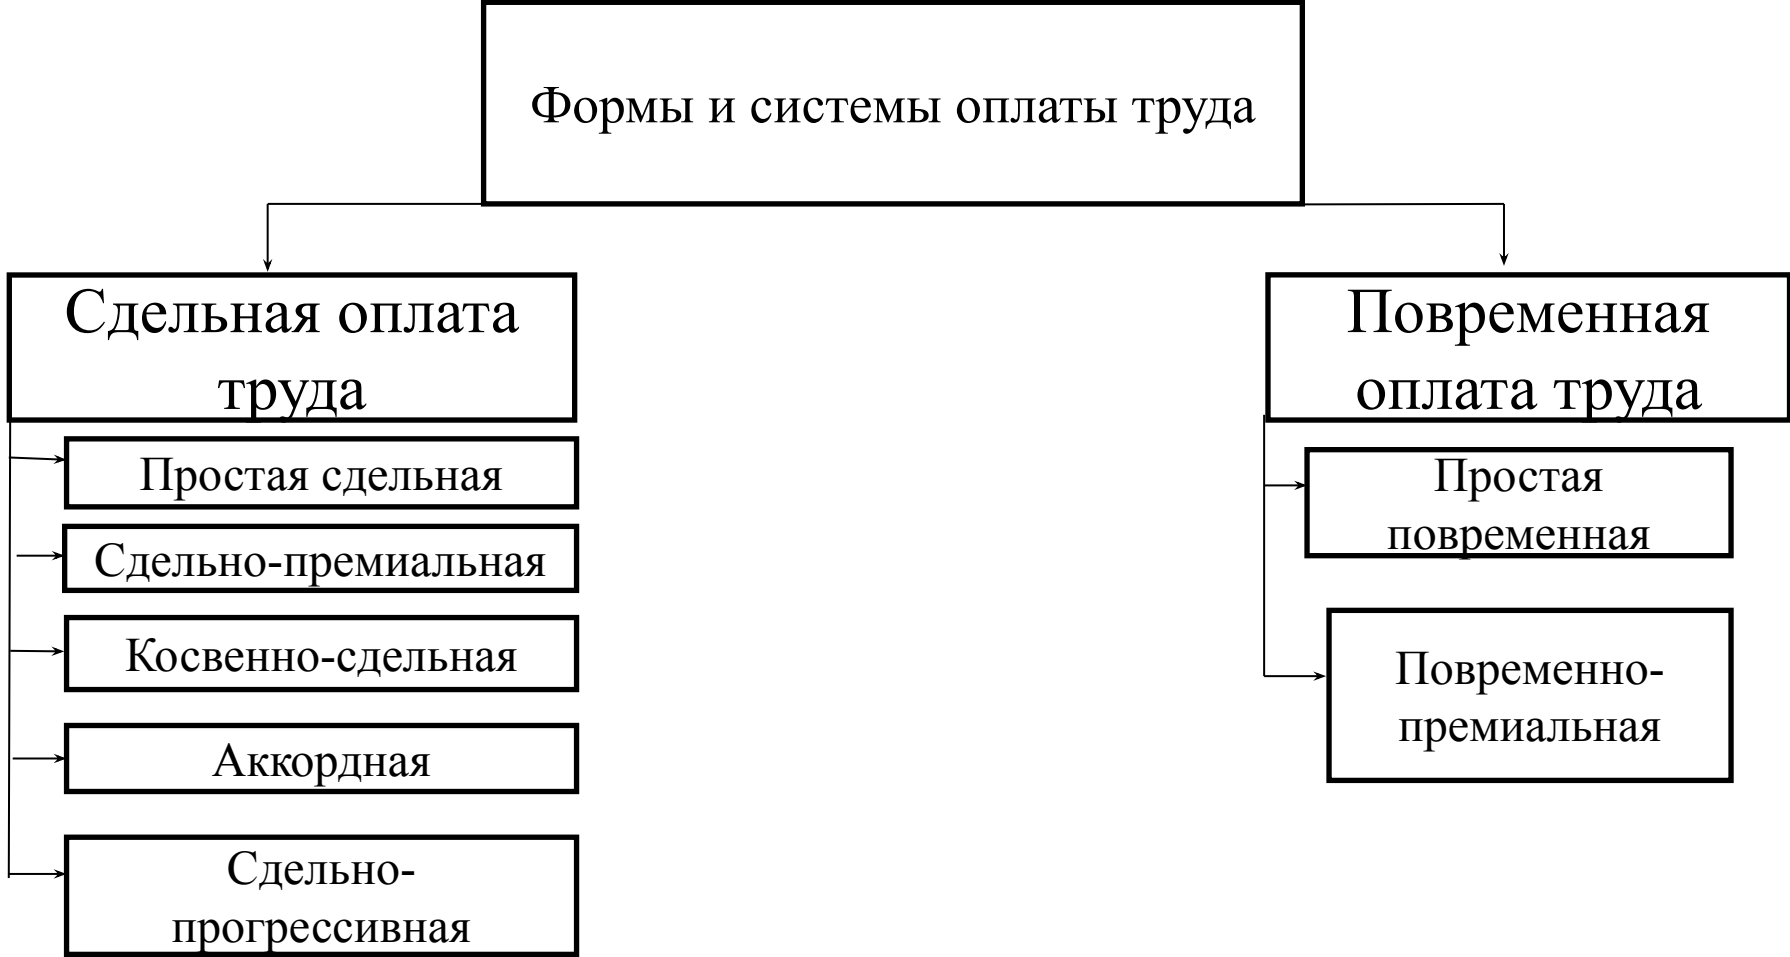 Формы и системы оплаты труда
Сдельная оплата
труда
Простая сдельная
Сдельно-премиальная
Косвенно-сдельная
Аккордная
Сдельно-
прогрессивная
Повременная
оплата труда
Простая
повременная
Повременно-
премиальная